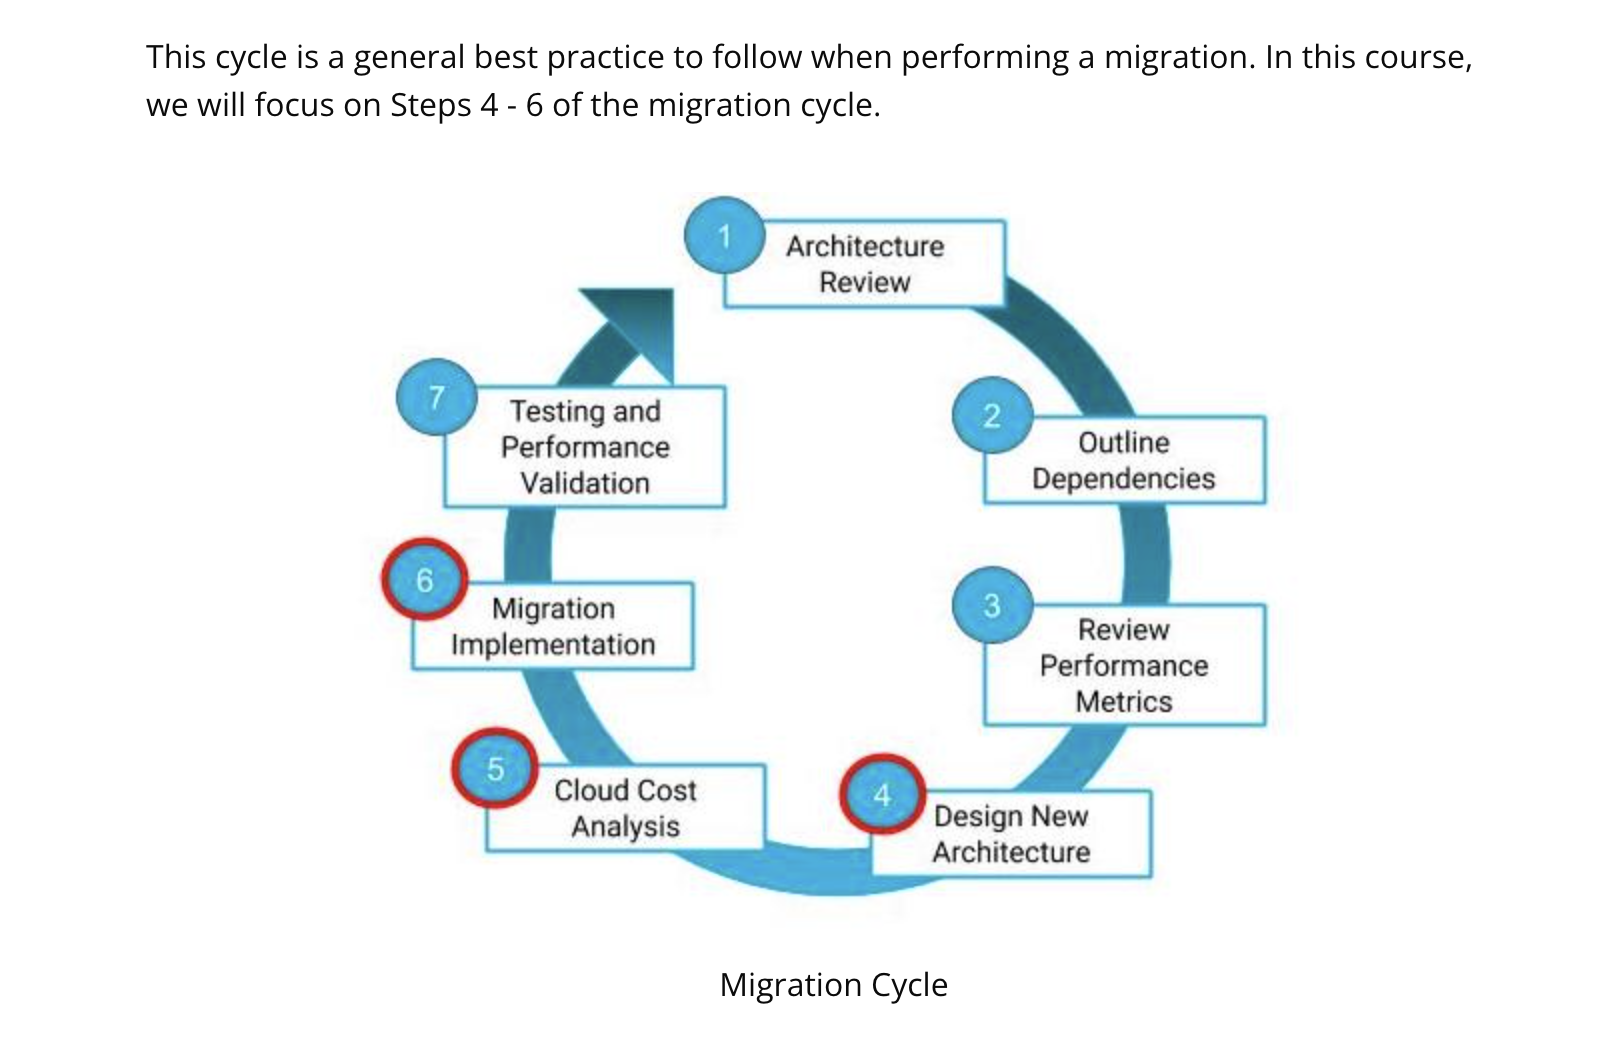 This cycle is a general best practice to follow when performing a migration. In this course,
we will focus on Steps 4 - 6 of the migration cycle.
1
Architecture
Review
2
Outline
Dependencies
3
Review
Performance
Metrics
4
Design New
Architecture
5
Cloud Cost
Analysis
6
Migration
Implementation
7
Testing and
Performance
Validation
Migration Cycle